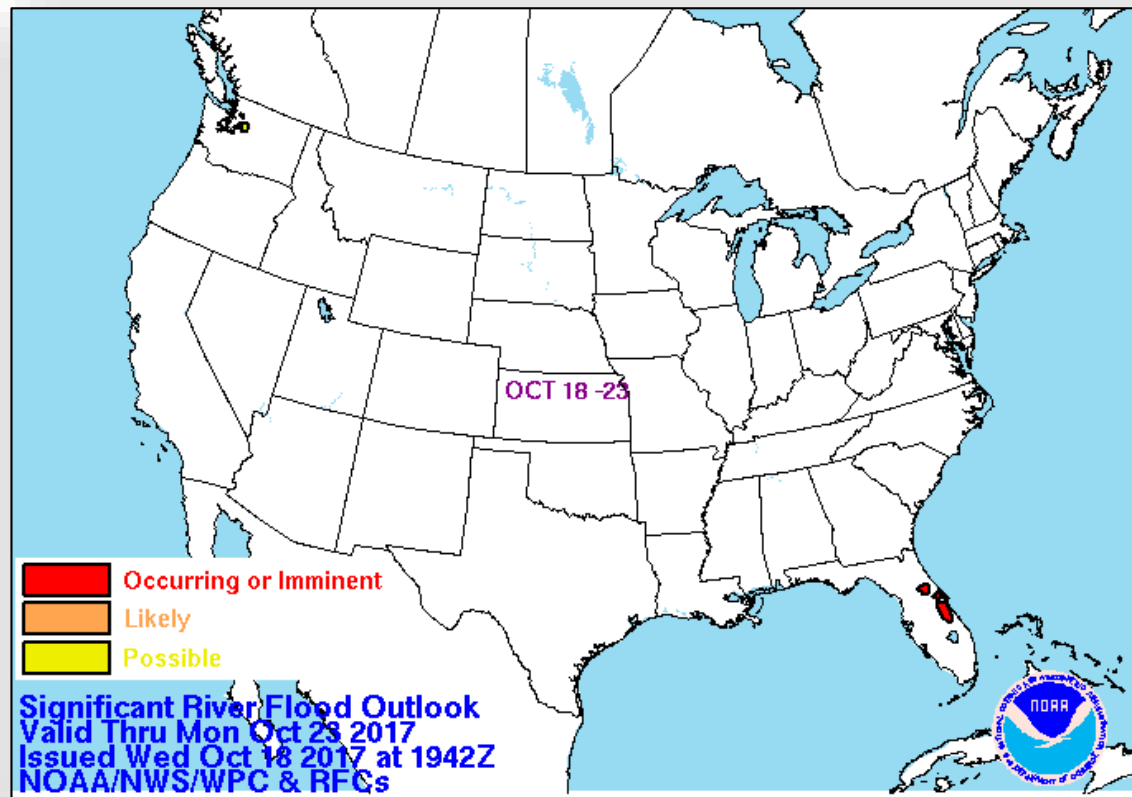 OCT 18 -23
Occurring or Imminent
Likely
Possible
Significant River Flood Outlook
Valid Thru Mon Oct 23 2017
Issued Wed Oct 18 2017 at 1942Z
NOAA/NWS/WPC & RFCs
NOAA